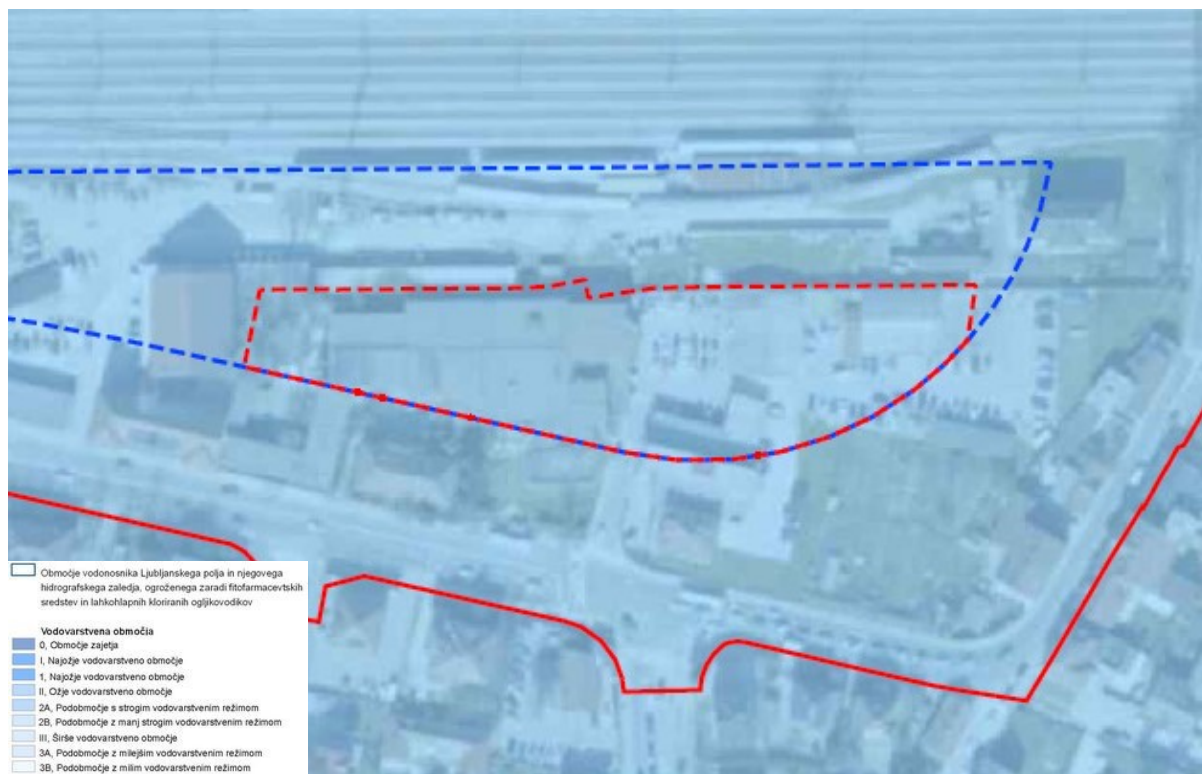 Območje vodonosnika Ljubljanskega polja in njegovega
hidrografskega zaledja, ogroženega zaradi fitofarmacevtskih
sredstev in lahkohlapnih kloriranih ogljikovodikov
Vodovarstvena območja
0, Območje zajetja
I, Najožje vodovarstveno območje
1, Najožje vodovarstveno območje
II, Ožje vodovarstveno območje
2A, Podobmočje s strogim vodovarstvenim režimom
2B, Podobmočje z manj strogim vodovarstvenim režimom
III, Širše vodovarstveno območje
3A, Podobmočje z milejšim vodovarstvenim režimom
3B, Podobmočje z milim vodovarstvenim režimom